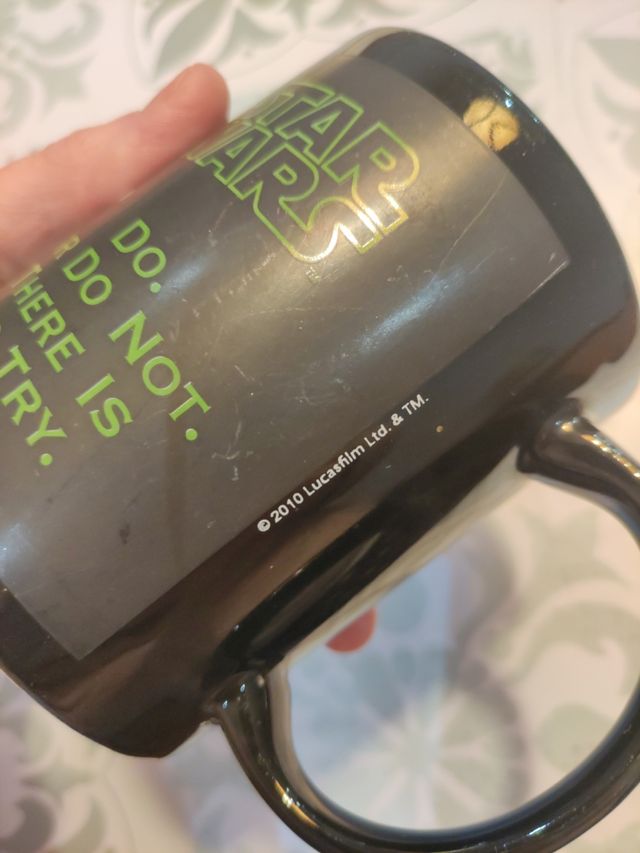 STAR
WARS
DO.
R DO NOT.
HERE IS
TRY.
© 2010 Lucasfilm Ltd. & TM.